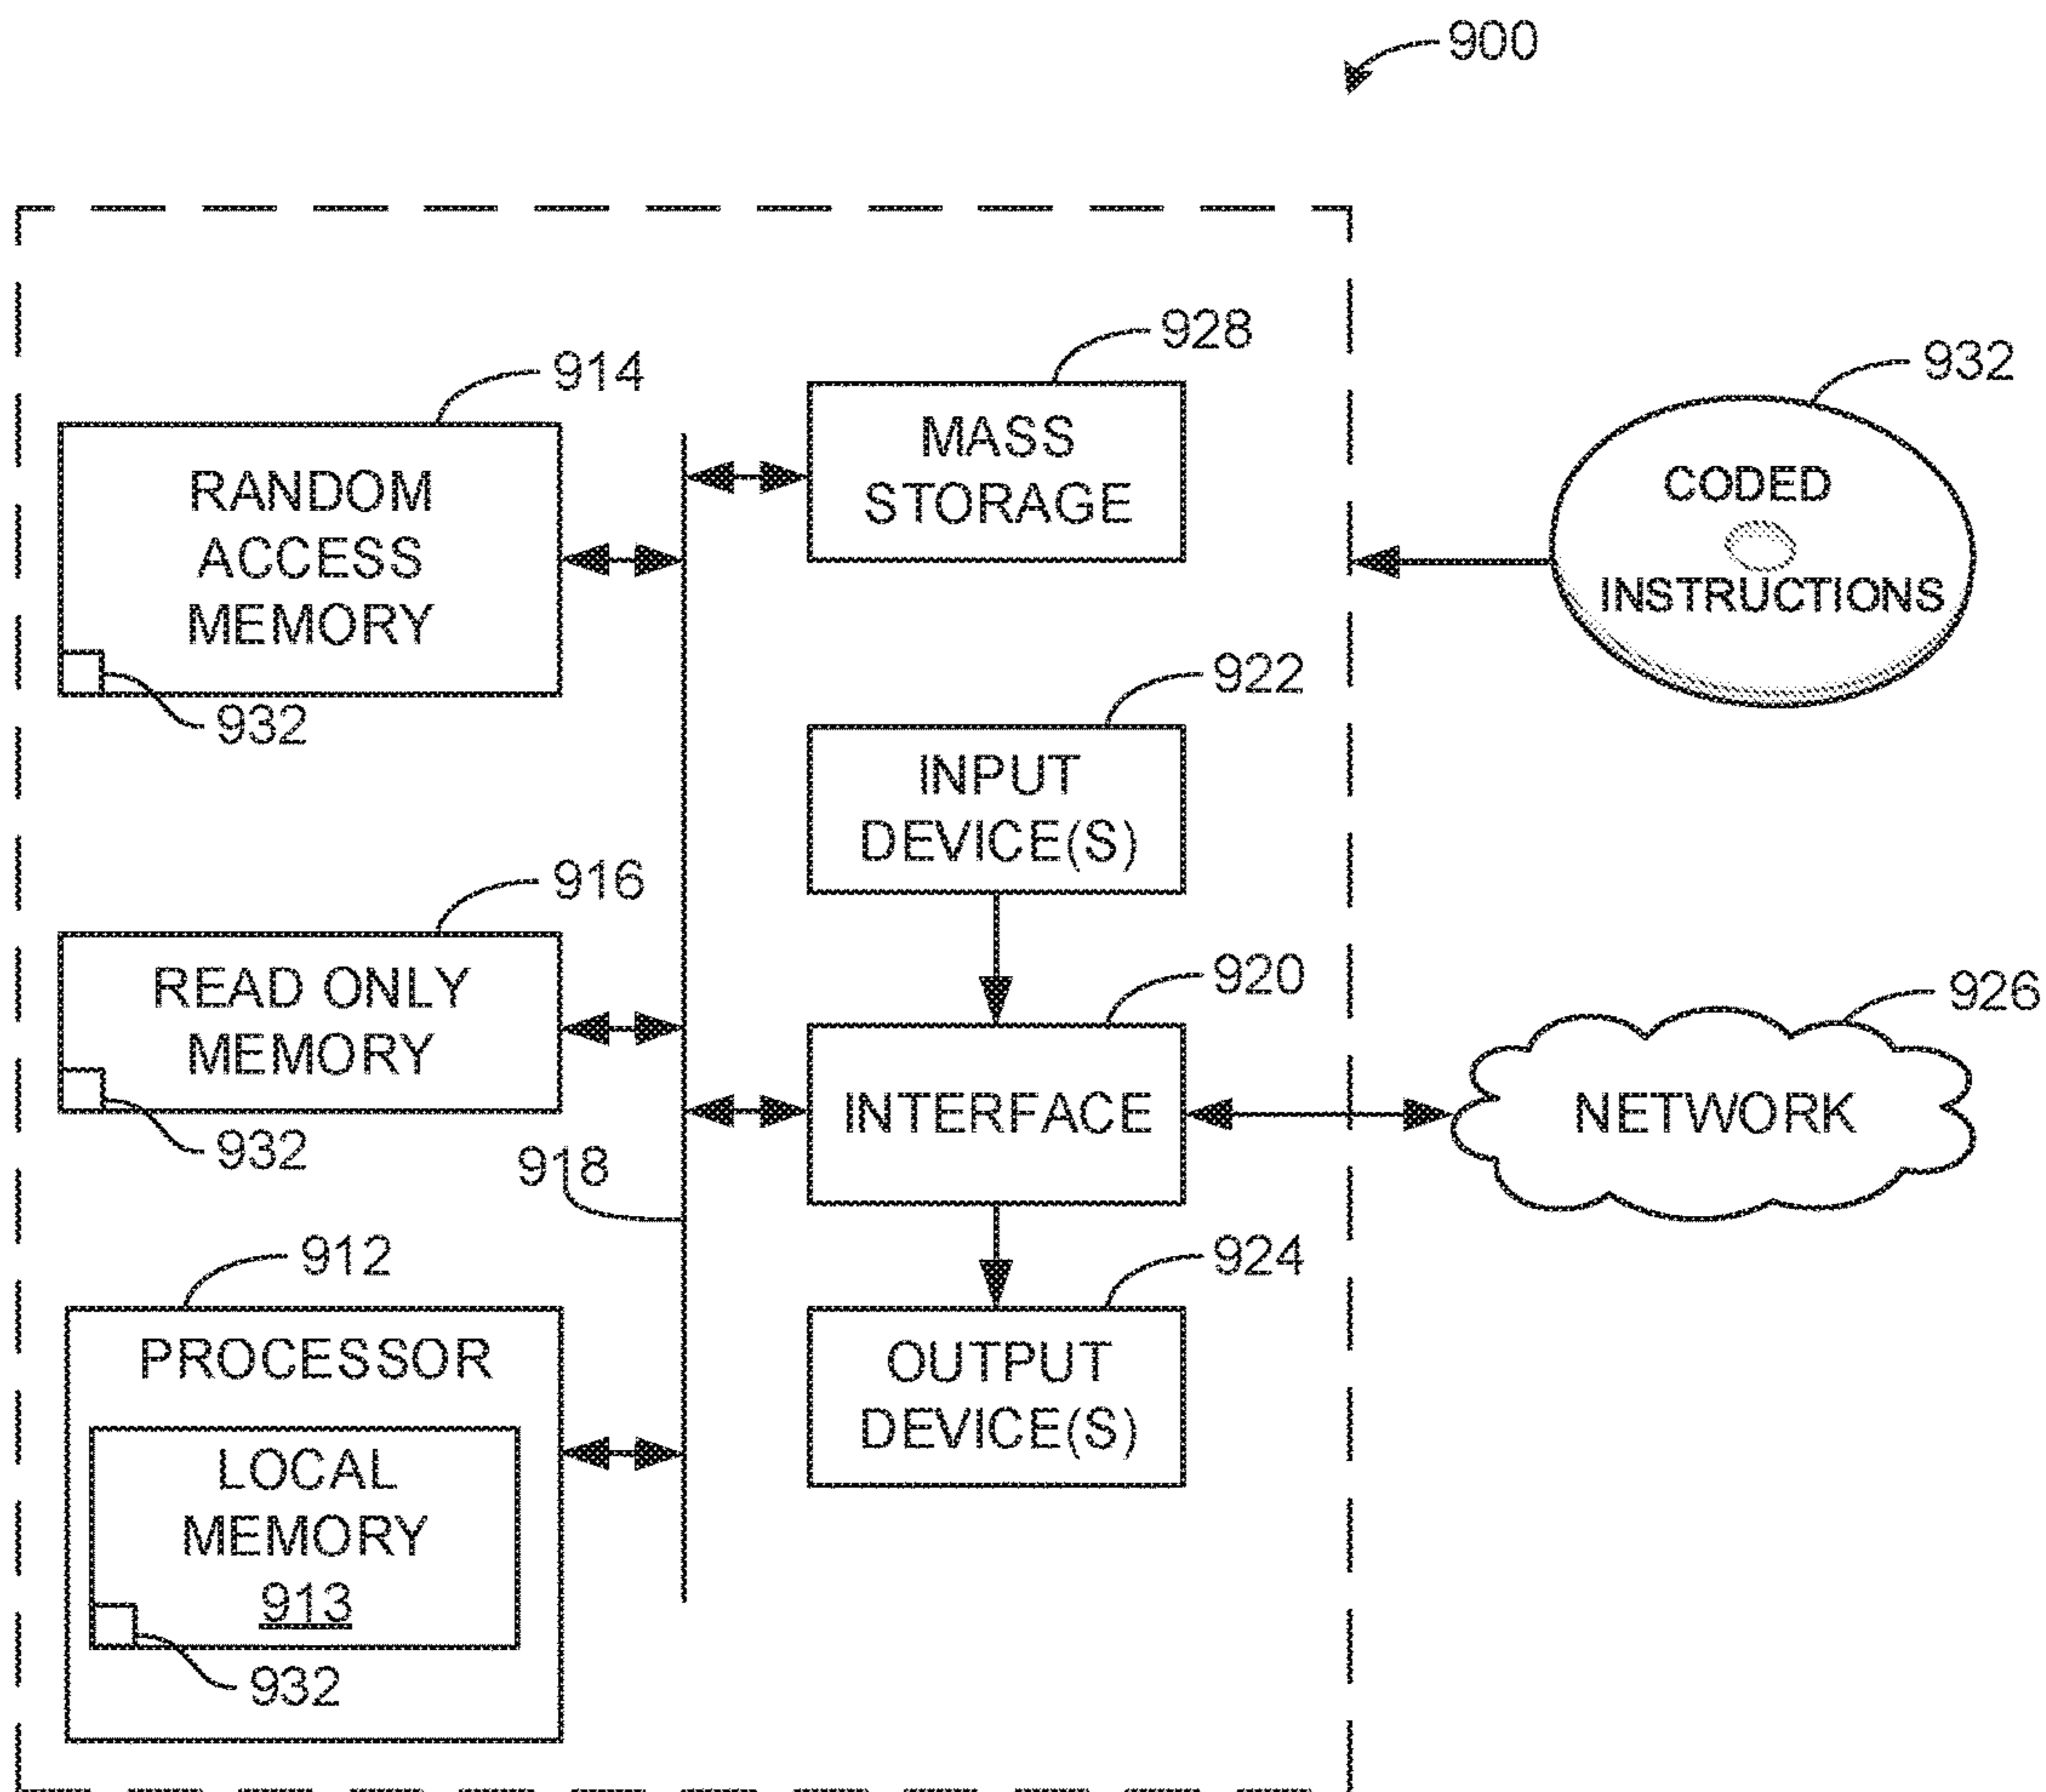 900
928
914
932
MASS
STORAGE
RANDOM
ACCESS
MEMORY
CODED
INSTRUCTIONS
932
922
INPUT
DEVICE(S)
916
READ ONLY
MEMORY
932
920
926
INTERFACE
NETWORK
918
912
924
PROCESSOR
OUTPUT
DEVICE(S)
LOCAL
MEMORY
913
932